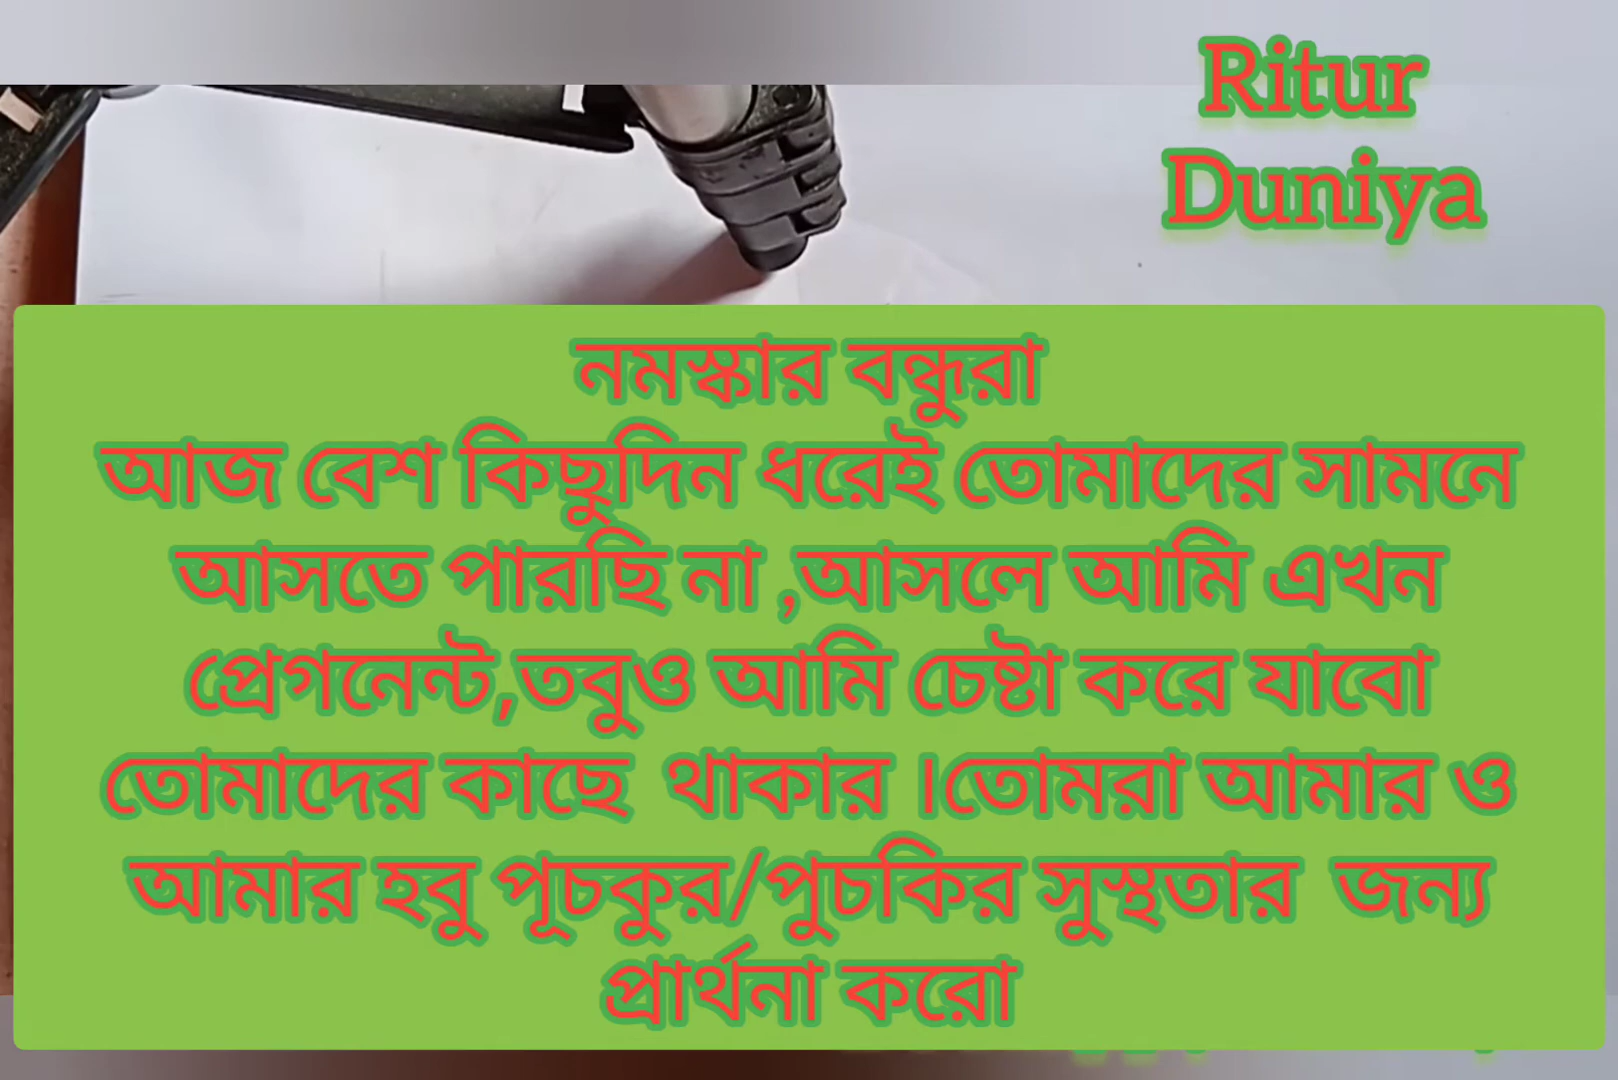 Ritur
Duniya
নমস্কার বন্ধুরা
আজ বেশ কিছুদিন ধরেই তোমাদের সামনে
আসতে পারছি না ,আসলে আমি এখন
প্রেগনেন্ট,তবুও আমি চেষ্টা করে যাবো
তোমাদের কাছে থাকার ।তোমরা আমার ও
আমার হবু পূচকুর/পুচকির সুস্থতার জন্য
প্রার্থনা করো